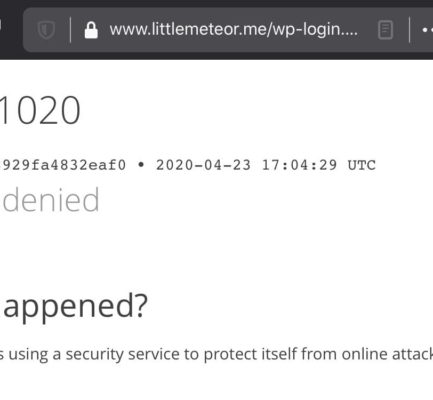 www.littlemeteor.me/wp-login....
1020
929fa4832eaf0 • 2020-04-23 17:04:29 UTC
denied
appened?
s using a security service to protect itself from online attack